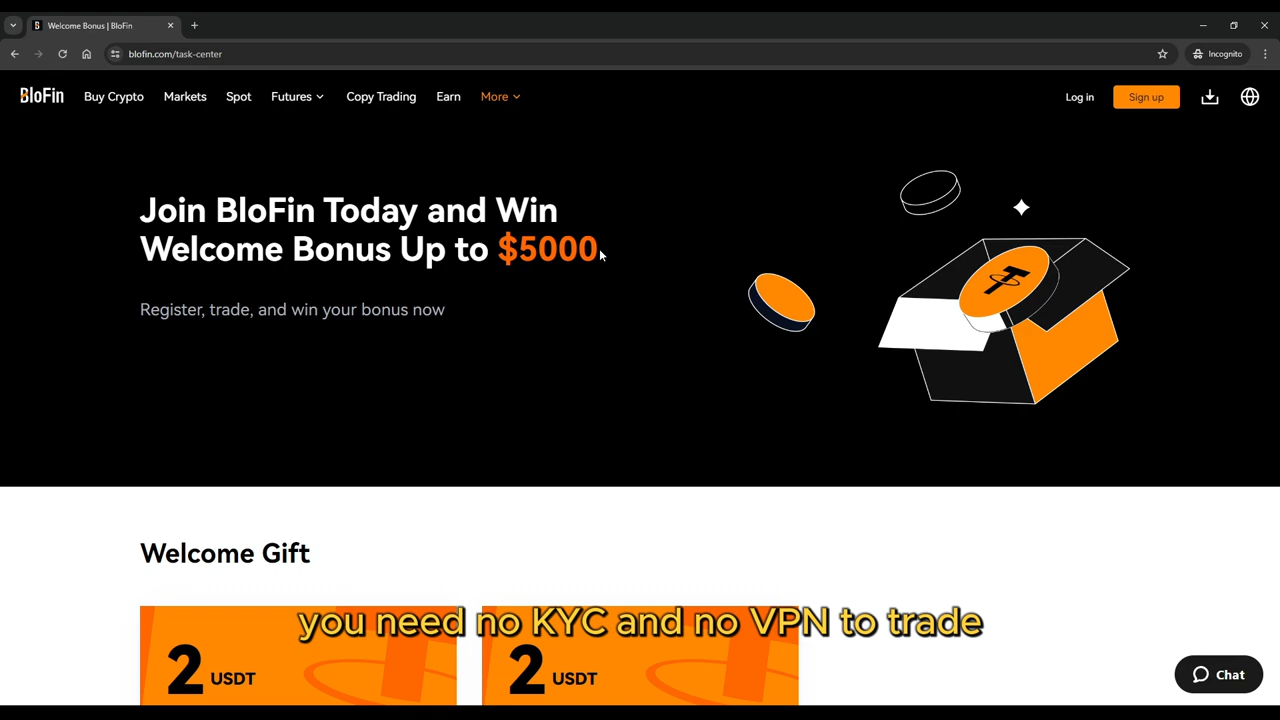 Welcome Bonus | BloFin
blofin.com/task-center
Incognito
BloFin
Buy Crypto
Markets
Spot
Futures
Copy Trading
Earn
More
Log in
Sign up
Join BloFin Today and Win
Welcome Bonus Up to $5000
Register, trade, and win your bonus now
Welcome Gift
you need no KYC and no VPN to trade
2 USDT
2 USDT
Chat